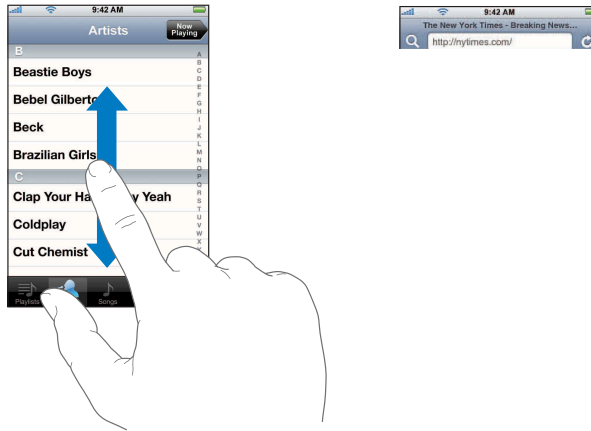 9:42 AM
Artists
Now Playing
B
Beastie Boys
Bebel Gilberto
Beck
Brazilian Girls
C
Clap Your Ha y Yeah
Coldplay
Cut Chemist
Playlists
Songs
A
B
C
D
E
F
G
H
I
J
K
L
M
N
O
P
Q
R
S
T
U
V
W
X
9:42 AM
The New York Times - Breaking News...
http://nytimes.com/